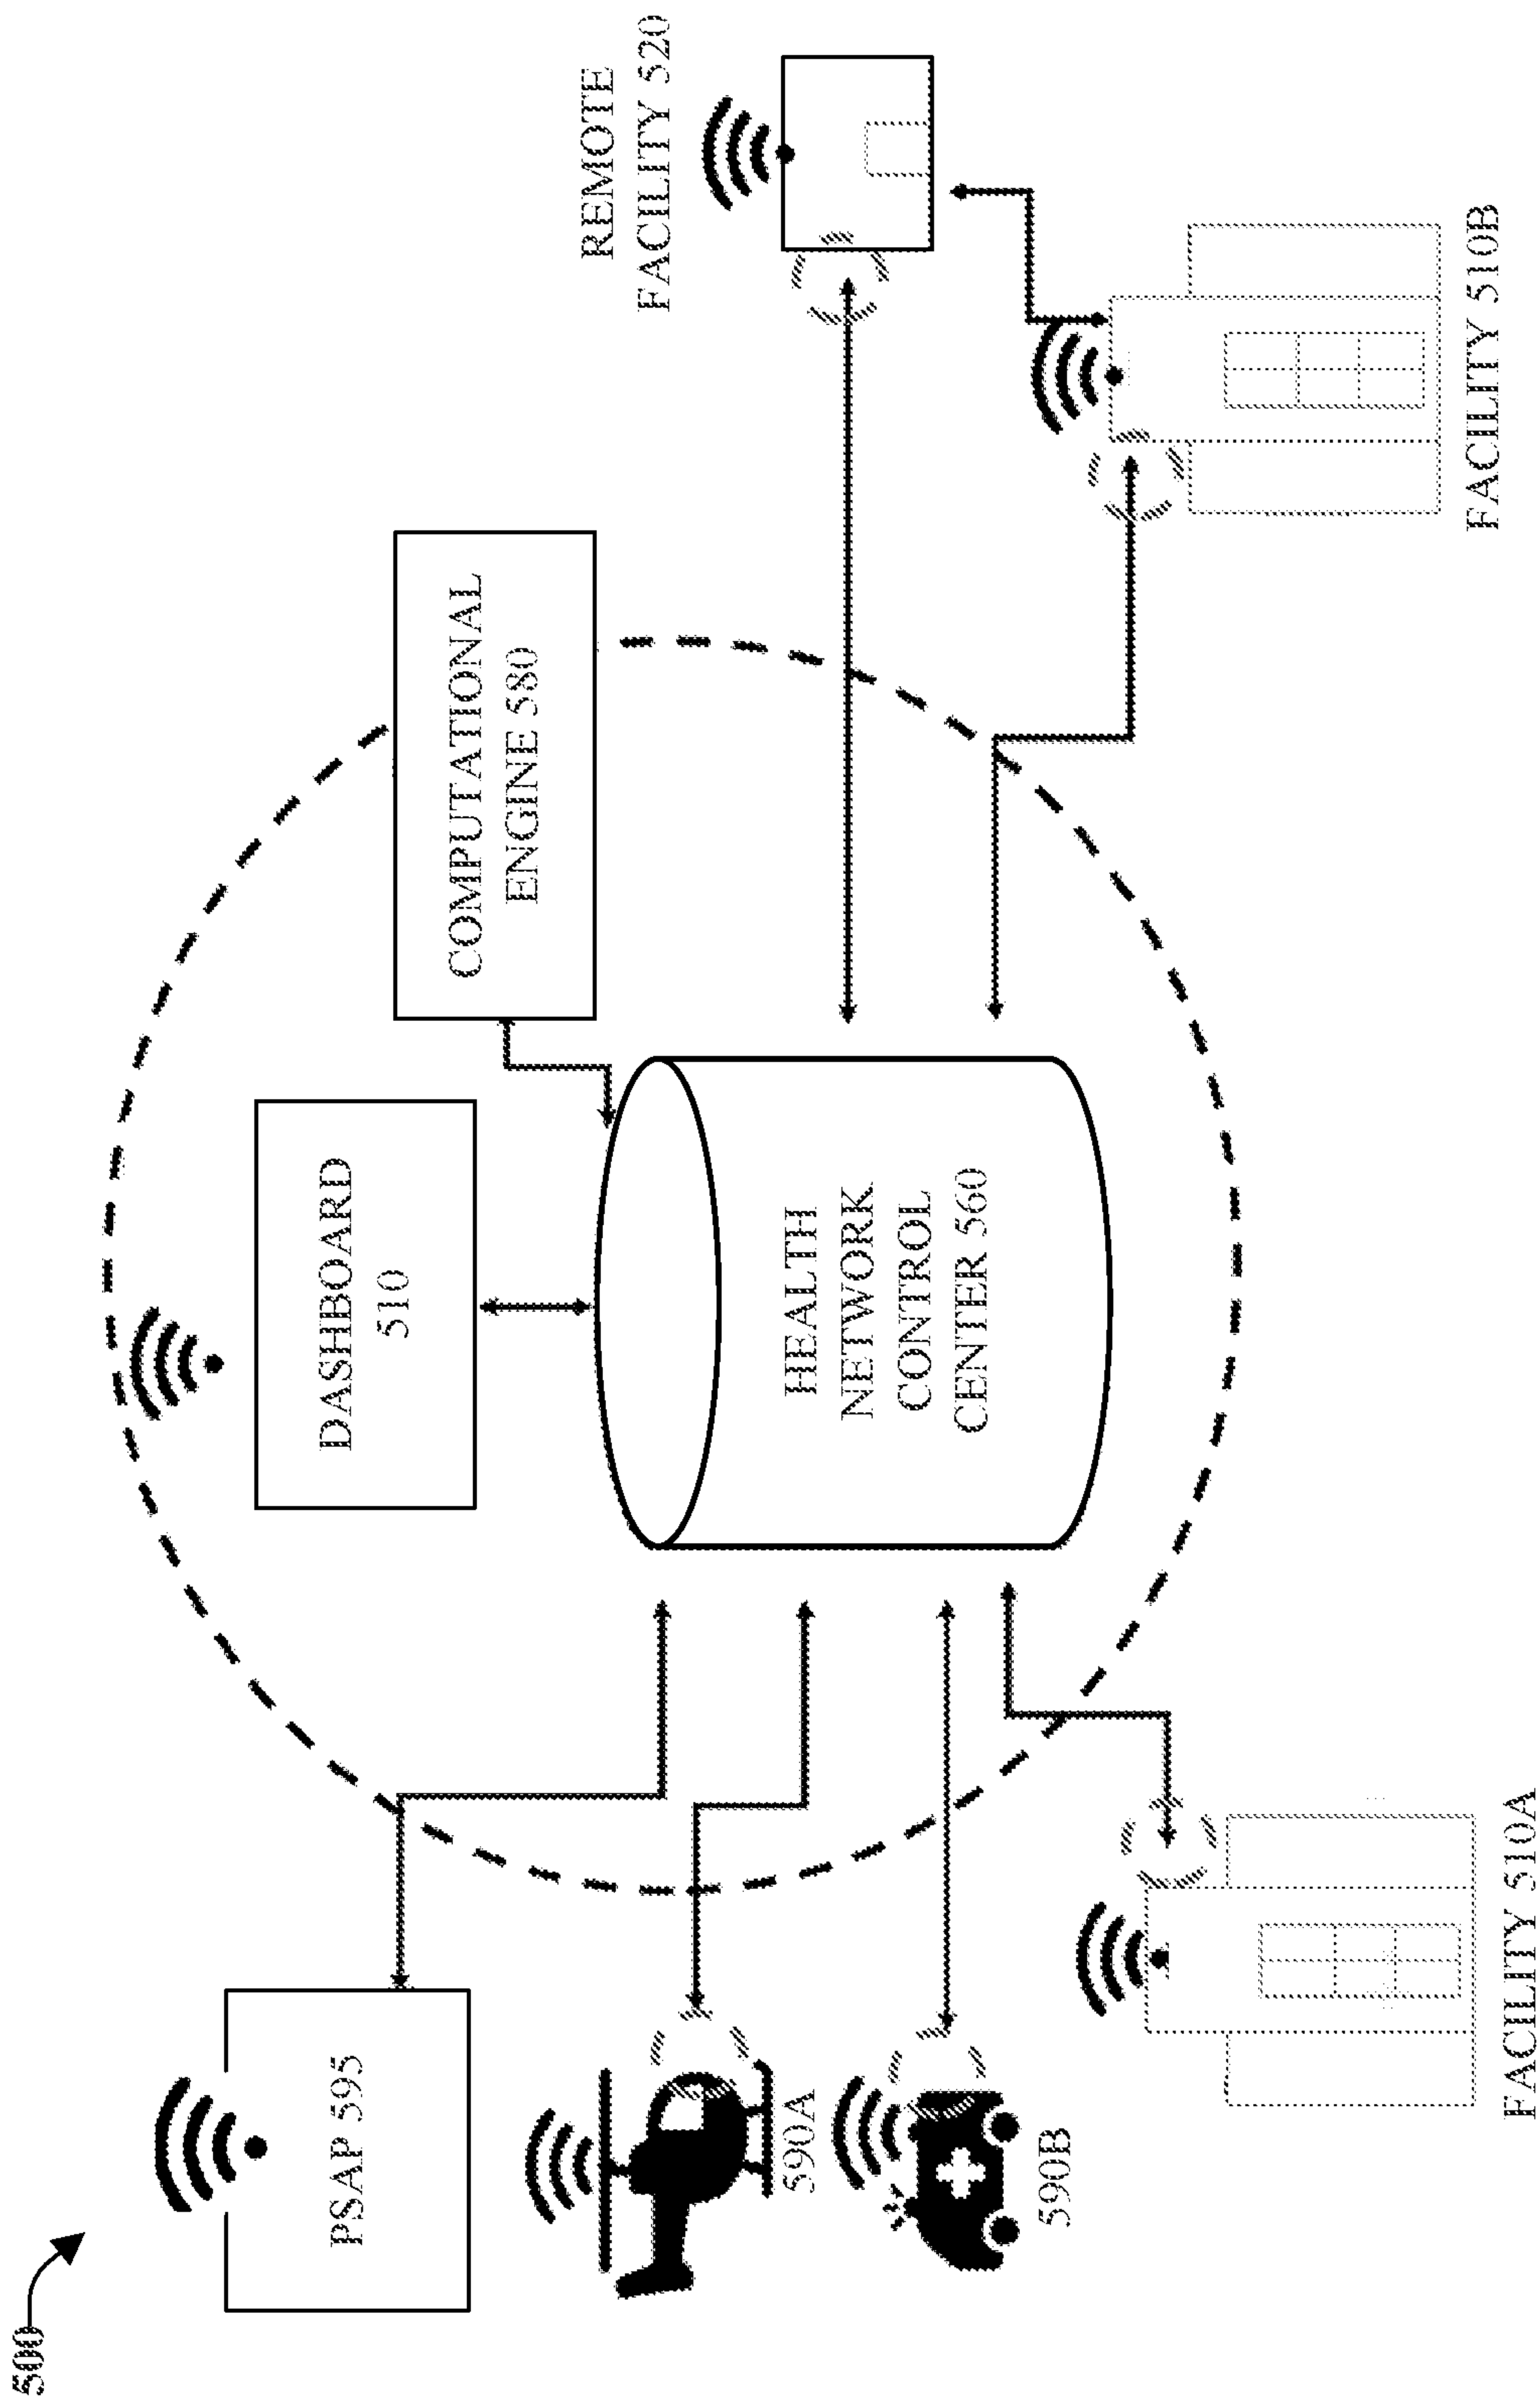 500
PSAP 595
590A
590B
FACILITY 510A
DASHBOARD
510
HEALTH
NETWORK
CONTROL
CENTER 560
COMPUTATIONAL
ENGINE 580
REMOTE
FACILITY 520
FACILITY 510B